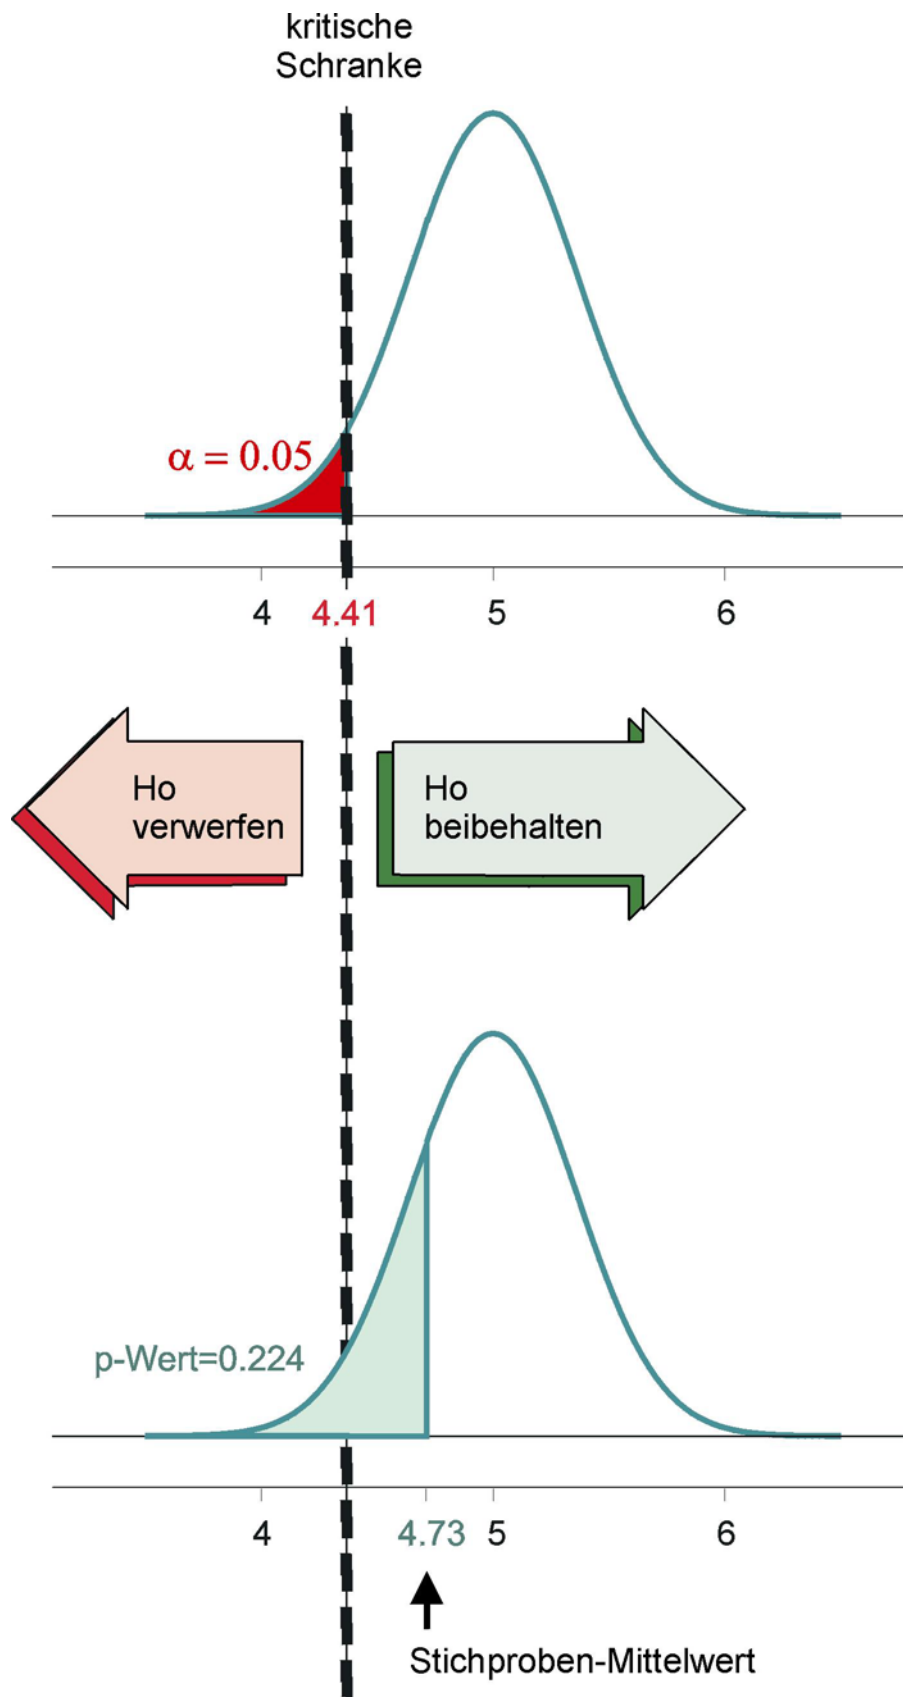 kritische
Schranke
α = 0.05
4 4.41 5 6
Ho
verwerfen
Ho
beibehalten
p-Wert=0.224
4 4.73 5 6
Stichproben-Mittelwert